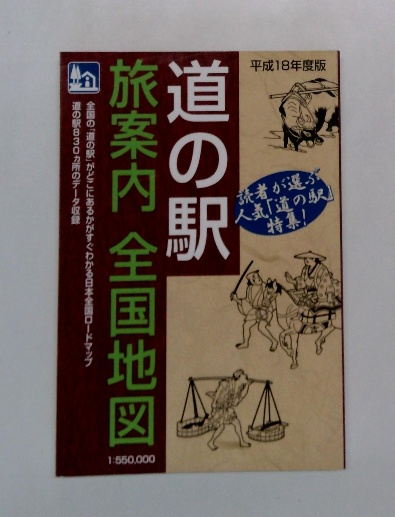 平成18年度版
道の駅
旅案内 全国地図
全国の「道の駅」がどこにあるかがすぐわかる日本全国ロードマップ
道の駅830ヵ所のデータ収録
読者が選ぶ
人気「道の駅」
特集!
1:550,000